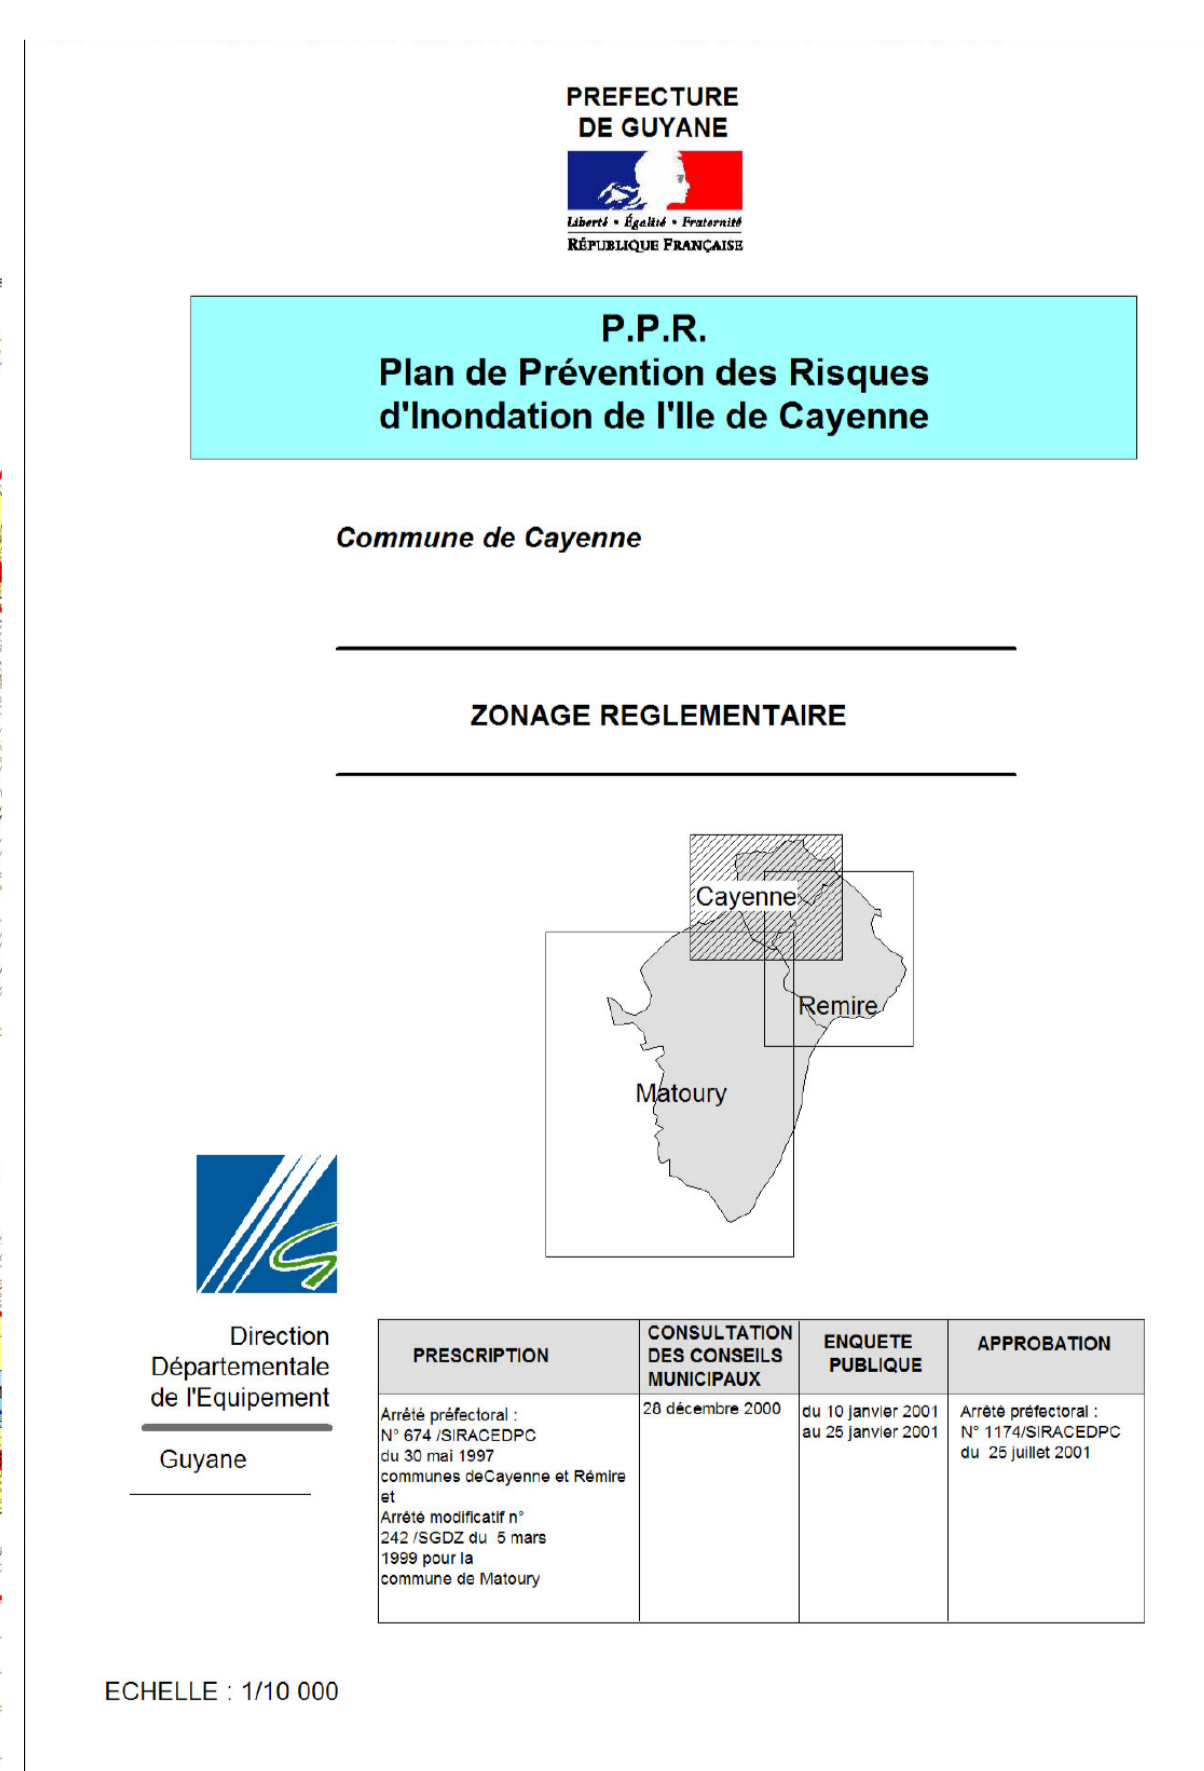 PREFECTURE
DE GUYANE
Liberté • Égalité • Fraternité
RÉPUBLIQUE FRANÇAISE
P.P.R.
Plan de Prévention des Risques
d'Inondation de l'Ile de Cayenne
Commune de Cayenne
ZONAGE REGLEMENTAIRE
Cayenne
Remire
Matoury
Direction
Départementale
de l'Equipement
Guyane
PRESCRIPTION
Arrêté préfectoral :
N° 674 /SIRACEDPC
du 30 mai 1997
communes deCayenne et Rémire
et
Arrêté modificatif n°
242 /SGDZ du 5 mars
1999 pour la
commune de Matoury
CONSULTATION
DES CONSEILS
MUNICIPAUX
28 décembre 2000
ENQUETE
PUBLIQUE
du 10 janvier 2001
au 25 janvier 2001
APPROBATION
Arrêté préfectoral :
N° 1174/SIRACEDPC
du 25 juillet 2001
ECHELLE : 1/10 000